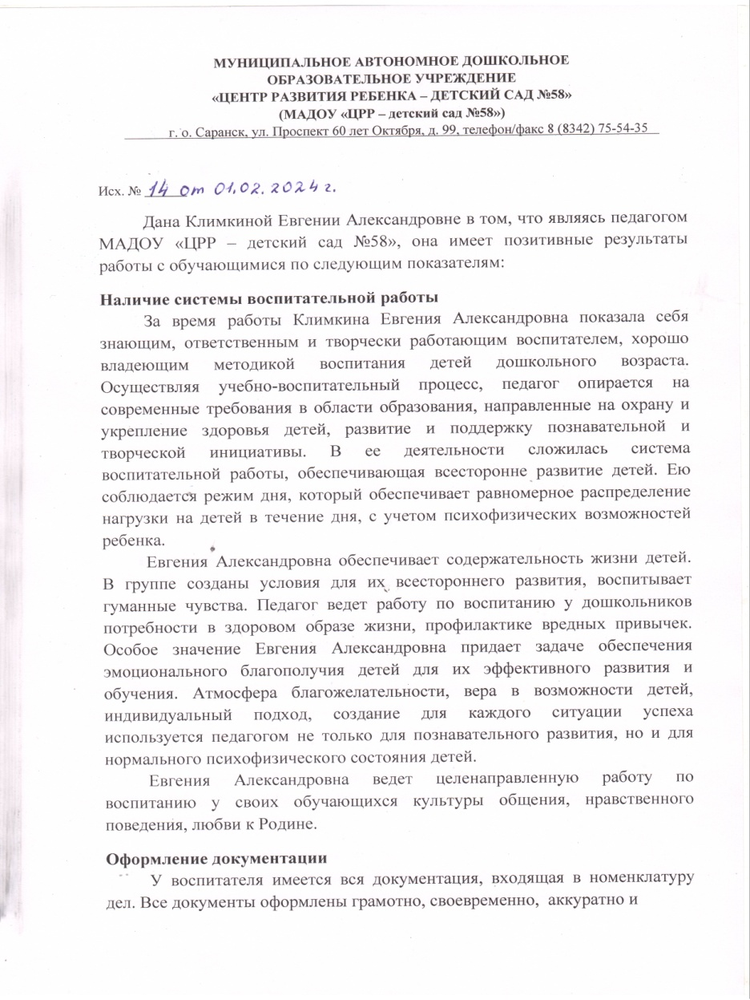 МУНИЦИПАЛЬНОЕ АВТОНОМНОЕ ДОШКОЛЬНОЕ
ОБРАЗОВАТЕЛЬНОЕ УЧРЕЖДЕНИЕ
«ЦЕНТР РАЗВИТИЯ РЕБЕНКА – ДЕТСКИЙ САД №58»
(МАДОУ «ЦРР – детский сад №58»)
г. о. Саранск, ул. Проспект 60 лет Октября, д. 99, телефон/факс 8 (8342) 75-54-35
Исх. № 14 от 01.02.2024 г.
Дана Климкиной Евгении Александровне в том, что являясь педагогом
МАДОУ «ЦРР – детский сад №58», она имеет позитивные результаты
работы с обучающимися по следующим показателям:
Наличие системы воспитательной работы
За время работы Климкина Евгения Александровна показала себя
знающим, ответственным и творчески работающим воспитателем, хорошо
владеющим методикой воспитания детей дошкольного возраста.
Осуществляя учебно-воспитательный процесс, педагог опирается на
современные требования в области образования, направленные на охрану и
укрепление здоровья детей, развитие и поддержку познавательной и
творческой инициативы. В ее деятельности сложилась система
воспитательной работы, обеспечивающая всесторонне развитие детей. Ею
соблюдается режим дня, который обеспечивает равномерное распределение
нагрузки на детей в течение дня, с учетом психофизических возможностей
ребенка.
Евгения Александровна обеспечивает содержательность жизни детей.
В группе созданы условия для их всестороннего развития, воспитывает
гуманные чувства. Педагог ведет работу по воспитанию у дошкольников
потребности в здоровом образе жизни, профилактике вредных привычек.
Особое значение Евгения Александровна придает задаче обеспечения
эмоционального благополучия детей для их эффективного развития и
обучения. Атмосфера благожелательности, вера в возможности детей,
индивидуальный подход, создание для каждого ситуации успеха
используется педагогом не только для познавательного развития, но и для
нормального психофизического состояния детей.
Евгения Александровна ведет целенаправленную работу по
воспитанию у своих обучающихся культуры общения, нравственного
поведения, любви к Родине.
Оформление документации
У воспитателя имеется вся документация, входящая в номенклатуру
дел. Все документы оформлены грамотно, своевременно, аккуратно и